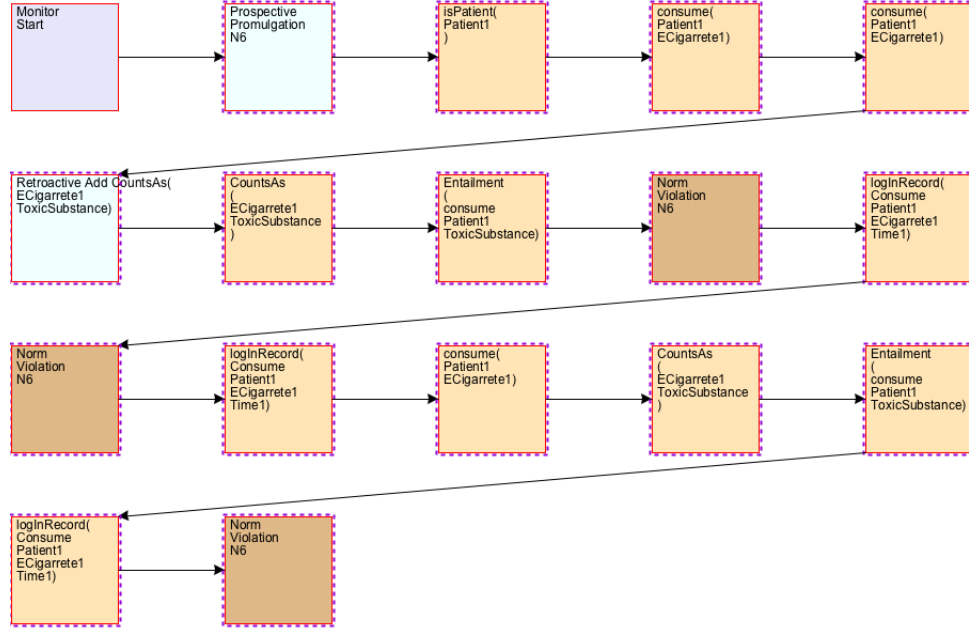 Monitor
Start
Prospective
Promulgation
N6
isPatient(
Patient1
)
consume(
Patient1
ECigarrete1)
consume(
Patient1
ECigarrete1)
Retroactive Add CountsAs(
ECigarrete1
ToxicSubstance)
CountsAs
(
ECigarrete1
ToxicSubstance
)
Entailment
(
consume
Patient1
ToxicSubstance)
Norm
Violation
N6
logInRecord(
Consume
Patient1
ECigarrete1
Time1)
Norm
Violation
N6
logInRecord(
Consume
Patient1
ECigarrete1
Time1)
consume(
Patient1
ECigarrete1)
CountsAs
(
ECigarrete1
ToxicSubstance
)
Entailment
(
consume
Patient1
ToxicSubstance)
logInRecord(
Consume
Patient1
ECigarrete1
Time1)
Norm
Violation
N6